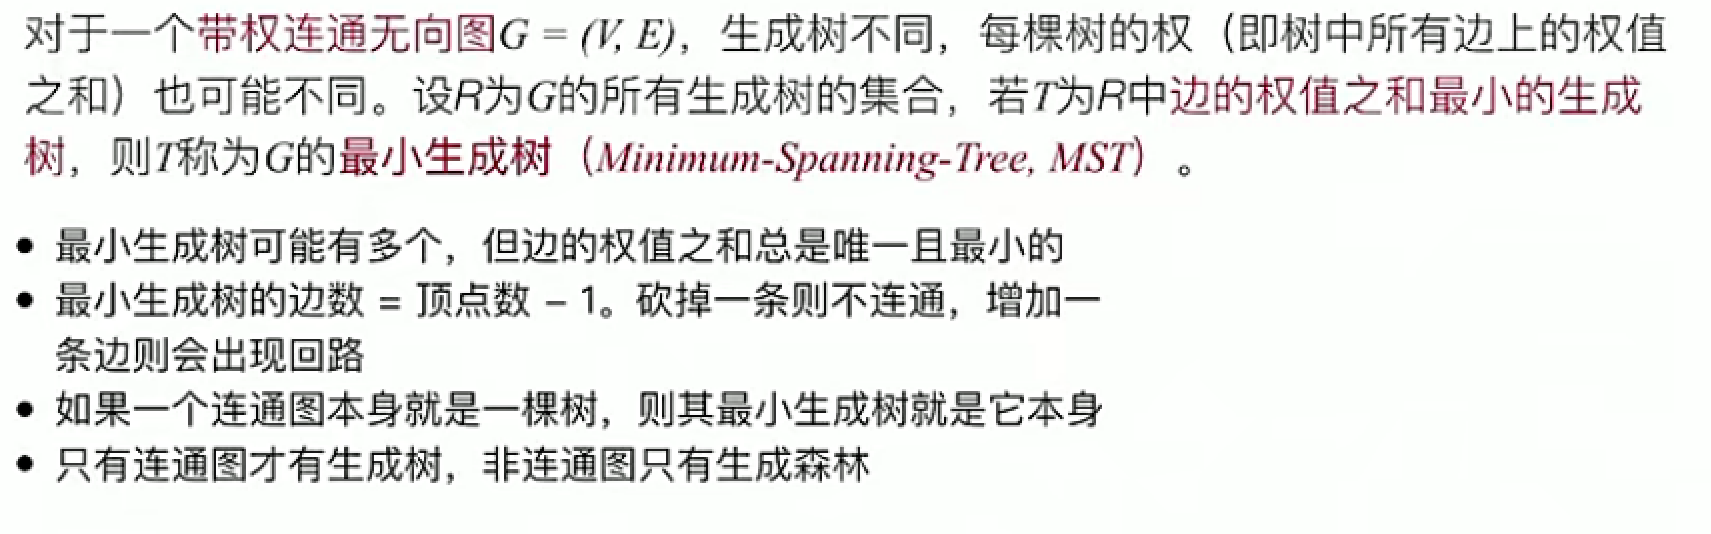 对于一个带权连通无向图G = (V, E)，生成树不同，每棵树的权（即树中所有边上的权值
之和）也可能不同。设R为G的所有生成树的集合，若T为R中边的权值之和最小的生成
树，则T称为G的最小生成树（Minimum-Spanning-Tree, MST）。
• 最小生成树可能有多个，但边的权值之和总是唯一且最小的
• 最小生成树的边数 = 顶点数 - 1。砍掉一条则不连通，增加一
条边则会出现回路
• 如果一个连通图本身就是一棵树，则其最小生成树就是它本身
• 只有连通图才有生成树，非连通图只有生成森林